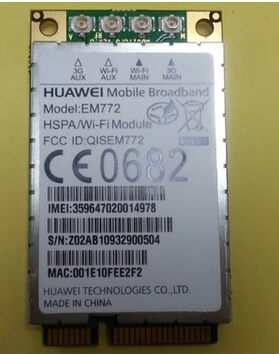 3G AUX
Wi-Fi AUX
Wi-Fi MAIN
3G MAIN
HUAWEI Mobile Broadband
Model:EM772
HSPA/Wi-Fi Module
FCC ID:QISEM772
CE0682
IMEI:359647020014978
S/N:Z02AB10932900504
MAC:001E10FEE2F2
HUAWEI TECHNOLOGIES CO.,LTD.
MADE IN CHINA